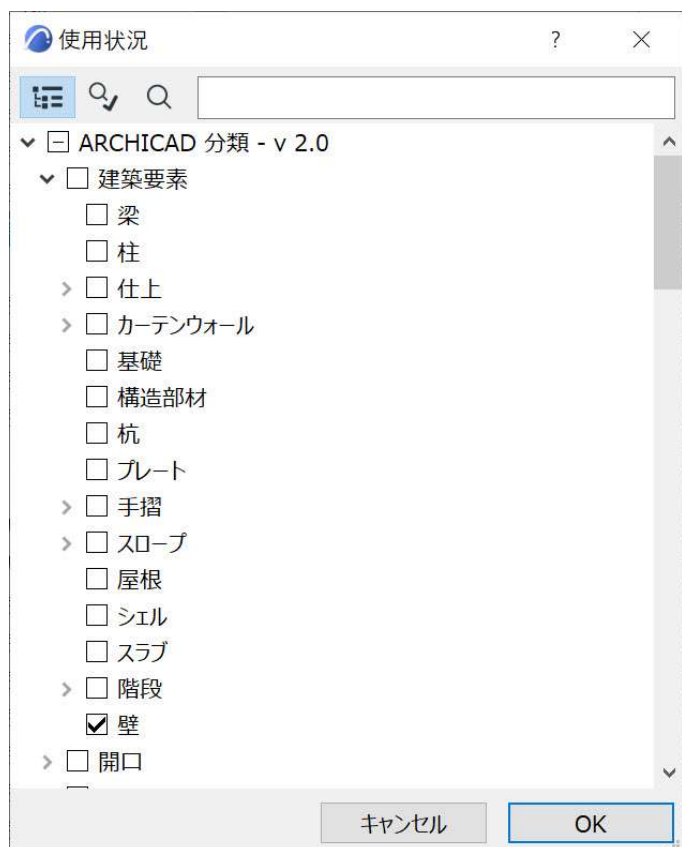 使用状況
ARCHICAD 分類 - v 2.0
建築要素
梁
柱
仕上
カーテンウォール
基礎
構造部材
杭
プレート
手摺
スロープ
屋根
シェル
スラブ
階段
壁
開口
キャンセル
OK